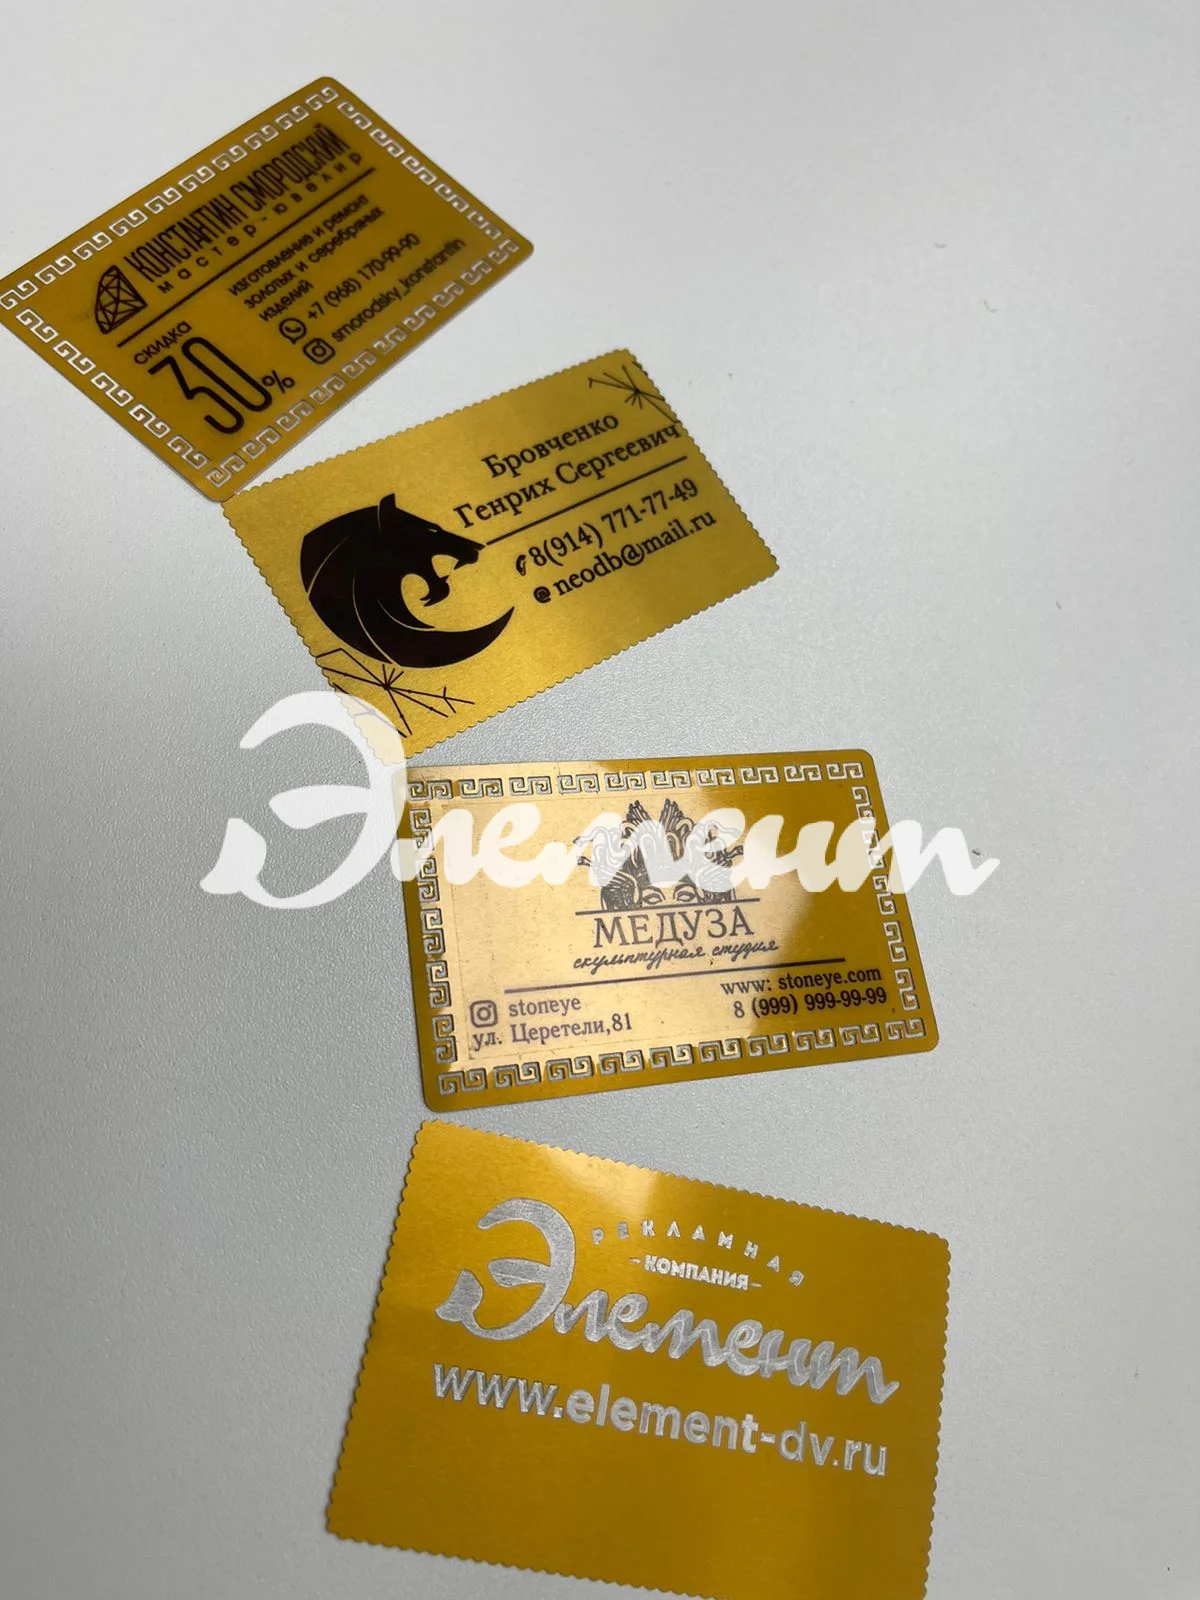 КОНСТАНТИН СМОРОДСКИЙ
мастер-ювелир
изготовление и ремонт
золотых и серебряных
изделий
+7 (968) 170-99-90
smorodsky_konstantin
СКИДКА
30%
Бровченко
Генрих Сергеевич
8(914) 771-77-49
@ neodb@mail.ru
Элемент
МЕДУЗА
скульптурная студия
stoneye
ул. Церетели,81
www: stoneye.com
8 (999) 999-99-99
РЕКЛАМНАЯ
-КОМПАНИЯ-
Элемент
www.element-dv.ru